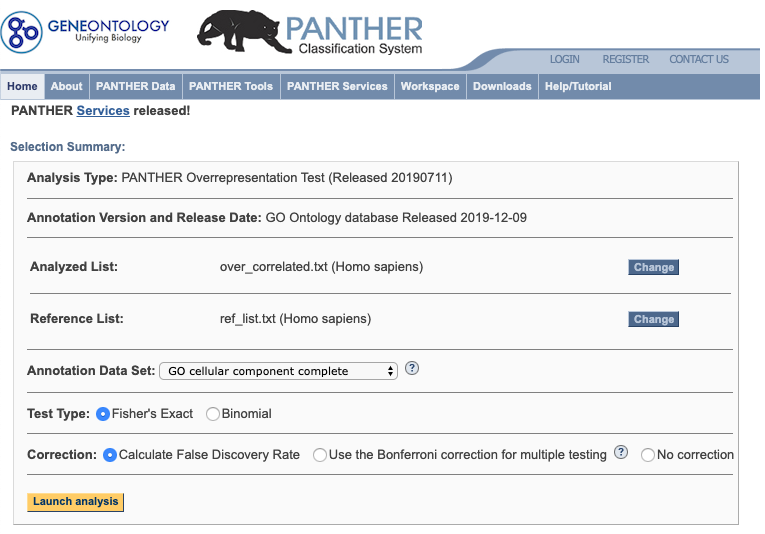 GENEONTOLOGY
Unifying Biology
PANTHER
Classification System
LOGIN REGISTER CONTACT US
Home About PANTHER Data PANTHER Tools PANTHER Services Workspace Downloads Help/Tutorial
PANTHER Services released!
Selection Summary:
Analysis Type: PANTHER Overrepresentation Test (Released 20190711)
Annotation Version and Release Date: GO Ontology database Released 2019-12-09
Analyzed List: over_correlated.txt (Homo sapiens) Change
Reference List: ref_list.txt (Homo sapiens) Change
Annotation Data Set: GO cellular component complete ?
Test Type: Fisher's Exact Binomial
Correction: Calculate False Discovery Rate Use the Bonferroni correction for multiple testing ? No correction
Launch analysis